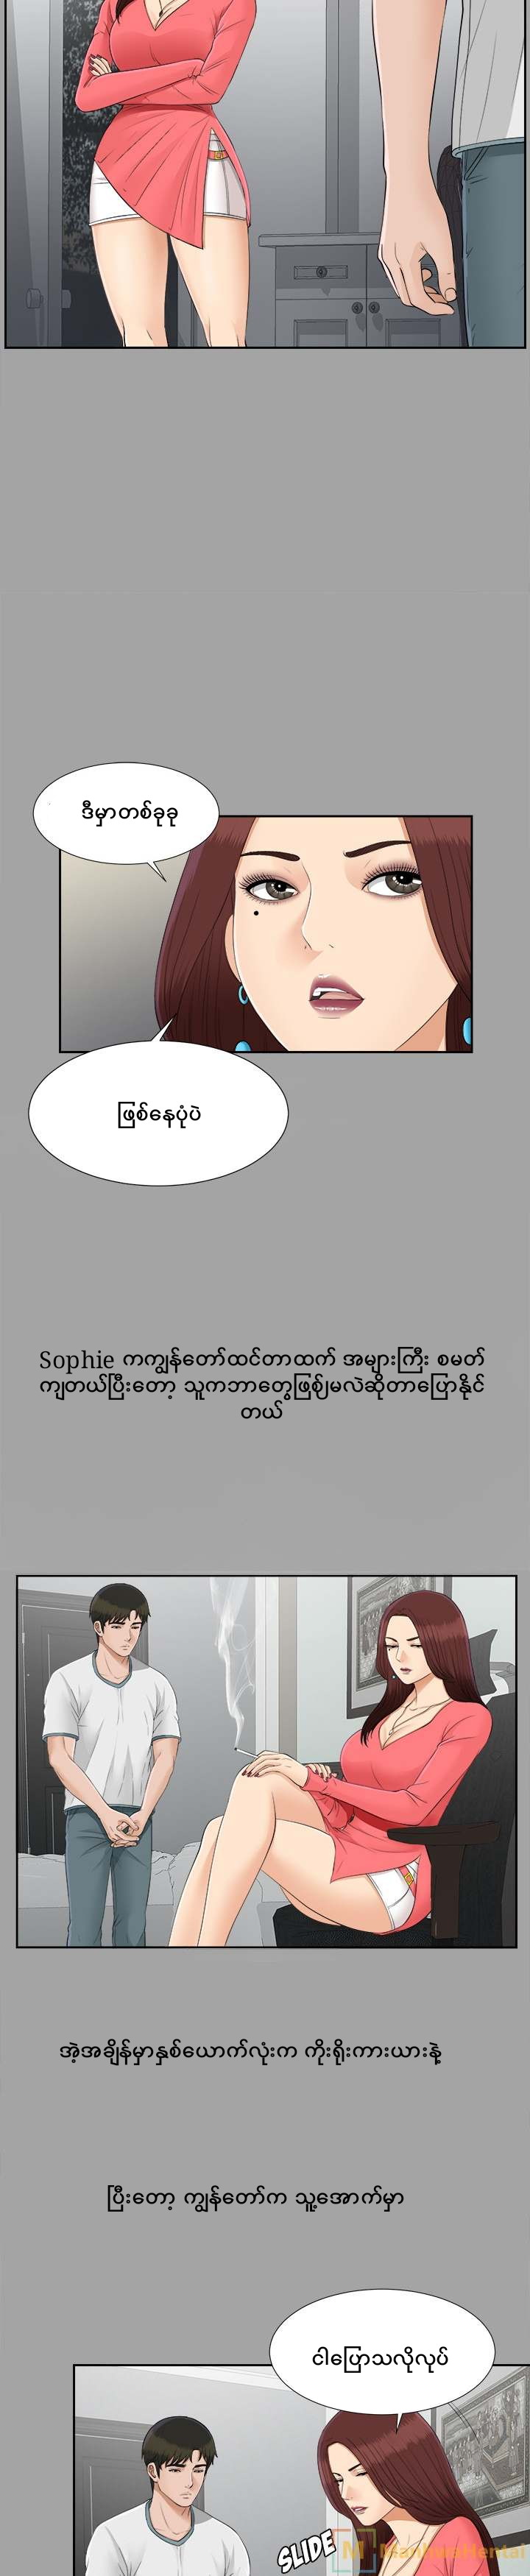 ဒီမှာတစ်ခုခု
ဖြစ်နေပုံပဲ
Sophie ကကျွန်တော်ထင်တာထက် အများကြီး စမတ်
ကျတယ်ပြီးတော့ သူကဘာတွေဖြစ်မလဲဆိုတာပြောနိုင်
တယ်
အဲ့အချိန်မှာနှစ်ယောက်လုံးက ကိုးရိုးကားယားနဲ့
ပြီးတော့ ကျွန်တော်က သူ့အောက်မှာ
ငါပြောသလိုလုပ်
SLIDE
M ManhwaHentai